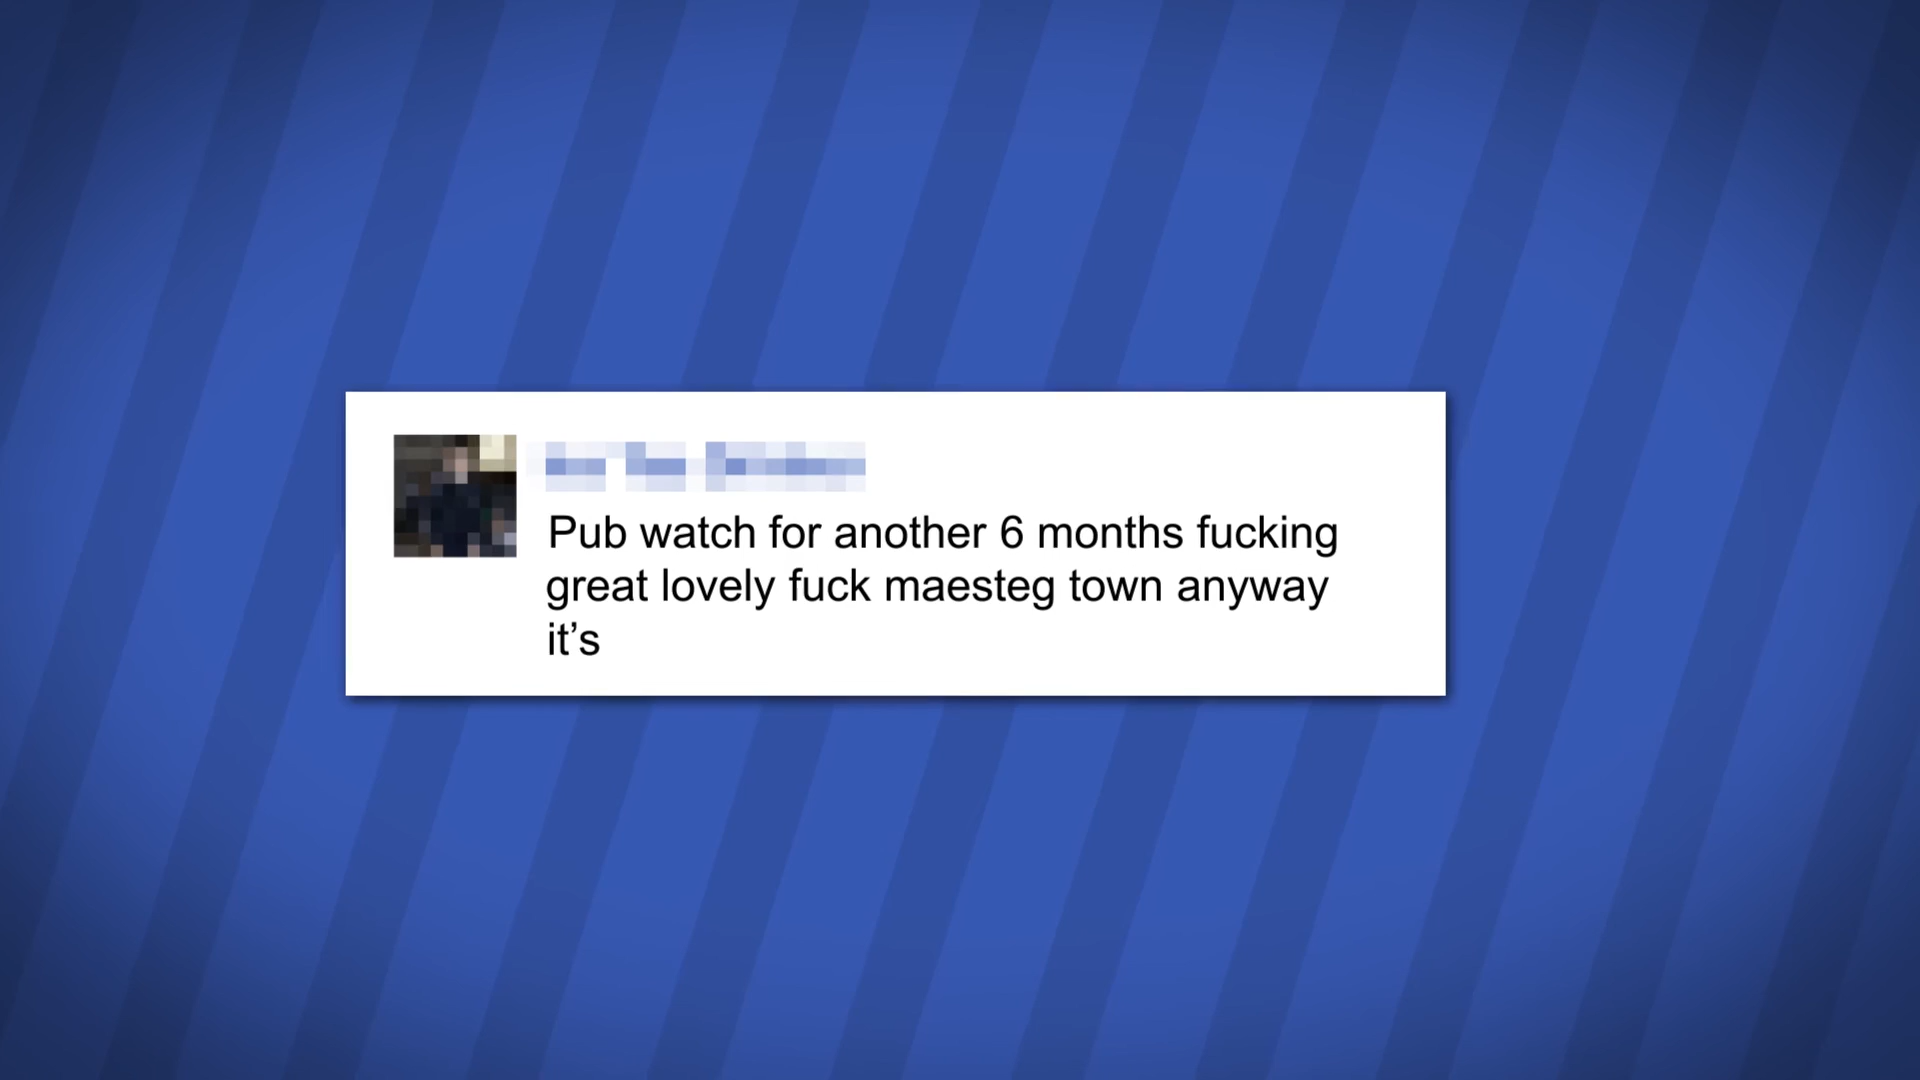 Pub watch for another 6 months fucking
great lovely fuck maesteg town anyway
it’s